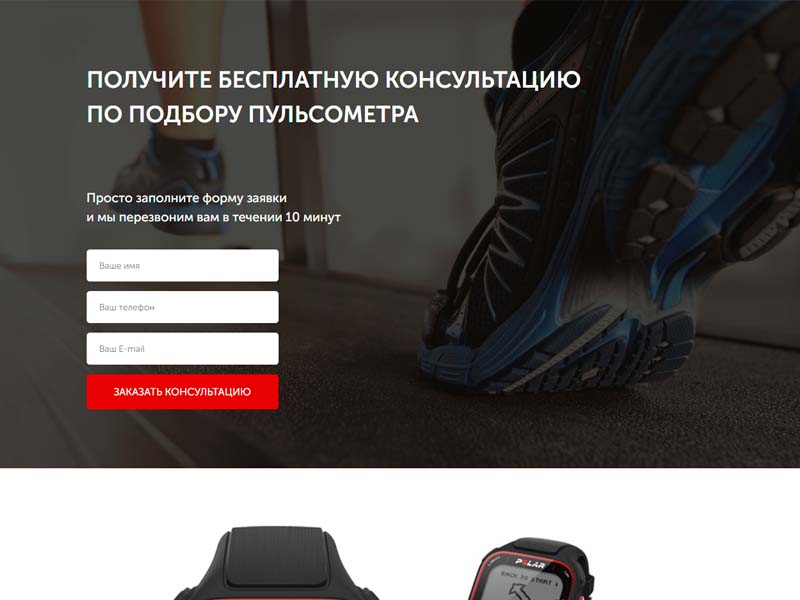 ПОЛУЧИТЕ БЕСПЛАТНУЮ КОНСУЛЬТАЦИЮ
ПО ПОДБОРУ ПУЛЬСОМЕТРА
Просто заполните форму заявки
и мы перезвоним вам в течении 10 минут
Ваше имя
Ваш телефон
Ваш E-mail
ЗАКАЗАТЬ КОНСУЛЬТАЦИЮ
POLAR
BACK TO START